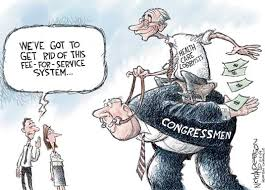 WE'VE GOT TO
GET RID OF THIS
FEE-FOR-SERVICE
SYSTEM...
HEALTH
CARE
LOBBYISTS
CONGRESSMEN